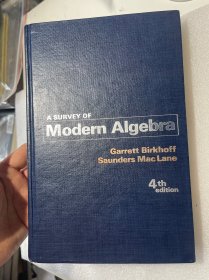 A SURVEY OF
Modern Algebra
Garrett Birkhoff
Saunders Mac Lane
4th
edition